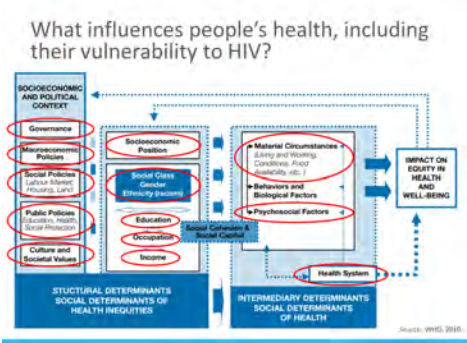 What influences people's health, including
their vulnerability to HIV?
SOCIOECONOMIC
AND POLITICAL
CONTEXT
Governance
Macroeconomic
Policies
Social Policies
Labour Market,
Housing, Land
Public Policies
Education, Health,
Social Protection
Culture and
Societal Values
Socioeconomic
Position
Social Class
Gender
Ethnicity (racism)
Education
Occupation
Income
Social Cohesion &
Social Capital
Material Circumstances
(Living and Working,
Conditions, Food
Availability, etc. )
Behaviors and
Biological Factors
Psychosocial Factors
Health System
IMPACT ON
EQUITY IN
HEALTH
AND
WELL-BEING
STUCTURAL DETERMINANTS
SOCIAL DETERMINANTS OF
HEALTH INEQUITIES
INTERMEDIARY DETERMINANTS
SOCIAL DETERMINANTS
OF HEALTH
Source: WHO, 2010.